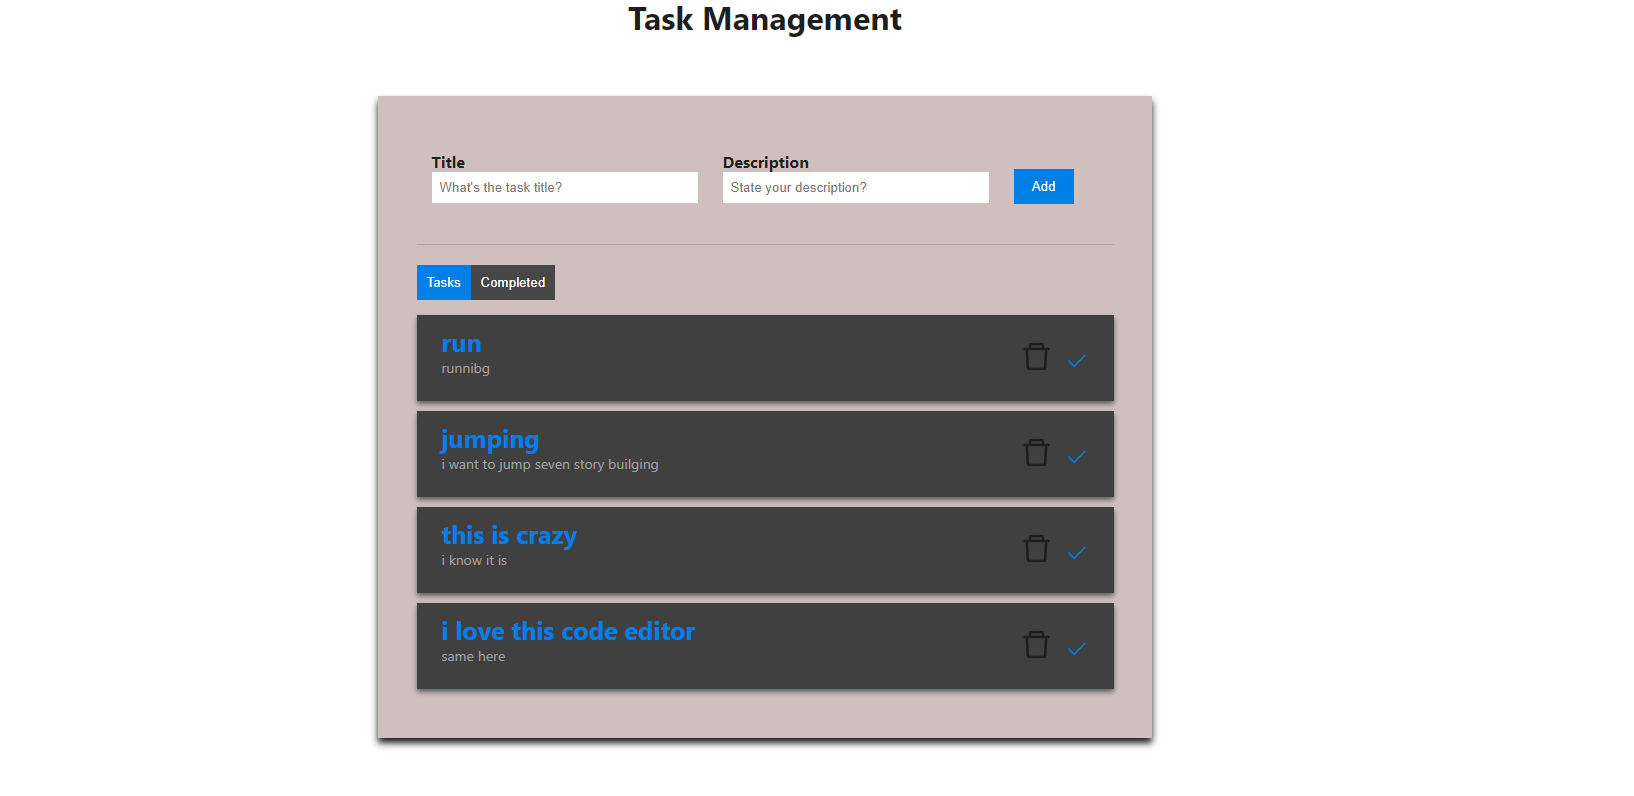 Task Management
Title Description
What's the task title? State your description? Add
Tasks Completed
run
runnibg
jumping
i want to jump seven story builging
this is crazy
i know it is
i love this code editor
same here